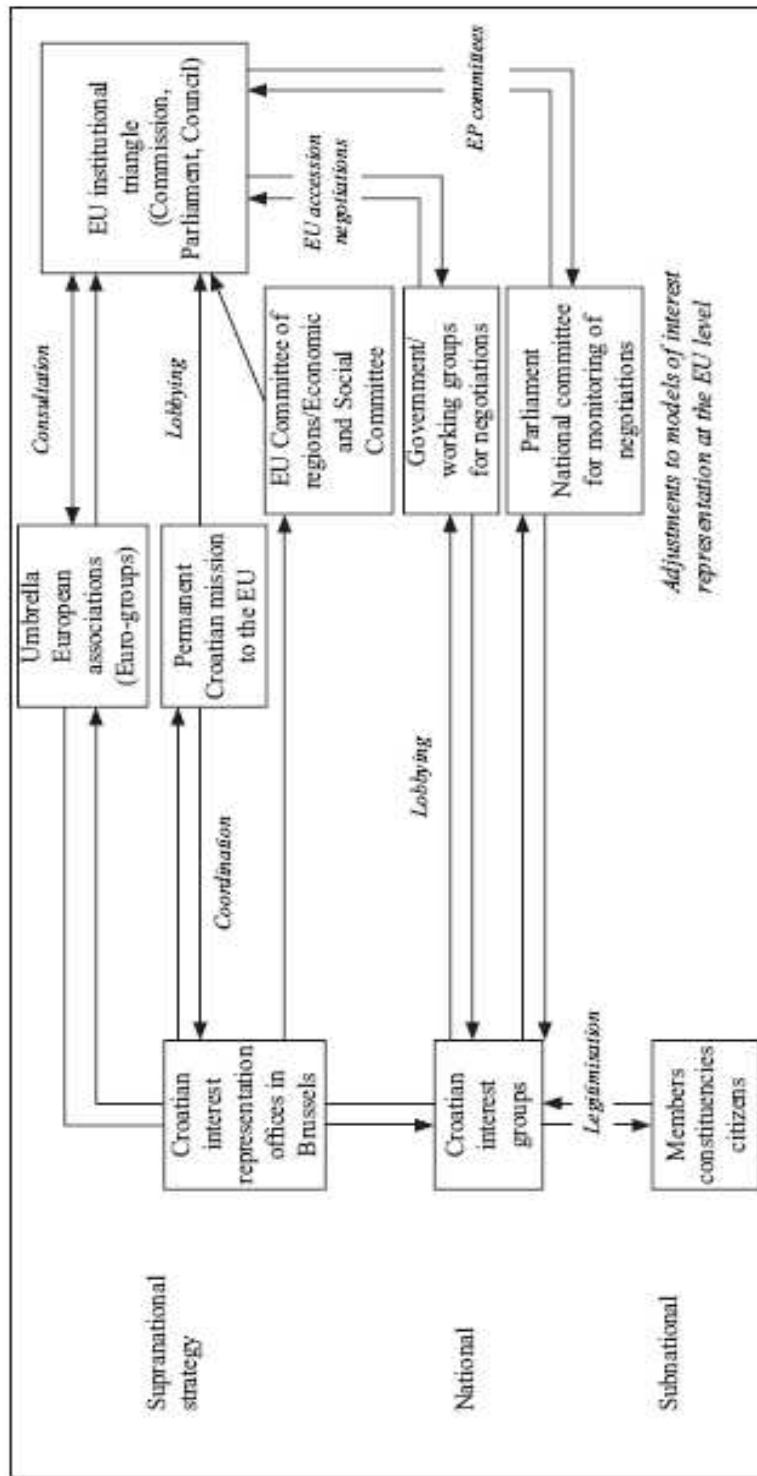 Supranational
strategy
National
Subnational
Croatian
interest
representation
offices in
Brussels
Croatian
interest
groups
Legitimisation
Members
constituencies
citizens
Coordination
Lobbying
Umbrella
European
associations
(Euro-groups)
Permanent
Croatian mission
to the EU
EU Committee of
regions/Economic
and Social
Committee
Government/
working groups
for negotiations
Parliament
National committee
for monitoring of
negotiations
Consultation
Lobbying
EU institutional
triangle
(Commission,
Parliament, Council)
EU accession
negotiations
EP committees
Adjustments to models of interest
representation at the EU level